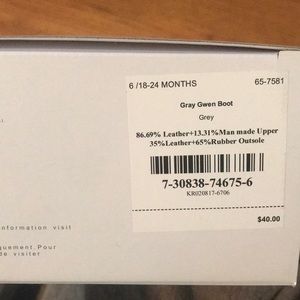 6 /18-24 MONTHS 65-7581
Gray Gwen Boot
Grey
86.69% Leather+13.31%Man made Upper
35%Leather+65%Rubber Outsole
7-30838-74675-6
KR020817-6706
$40.00
nformation visit
quement.Pour
de visiter